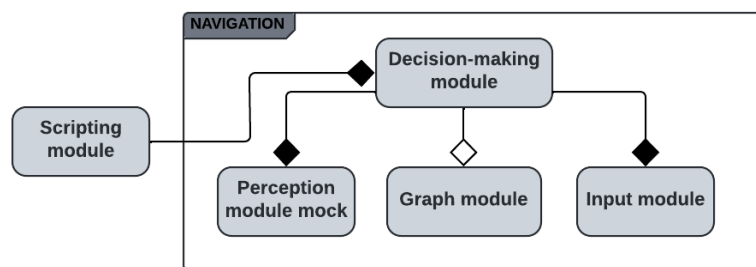 NAVIGATION
Decision-making
module
Scripting
module
Perception
module mock
Graph module
Input module